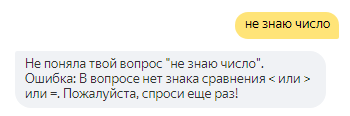 не знаю число
Не поняла твой вопрос "не знаю число".
Ошибка: В вопросе нет знака сравнения < или >
или =. Пожалуйста, спроси еще раз!